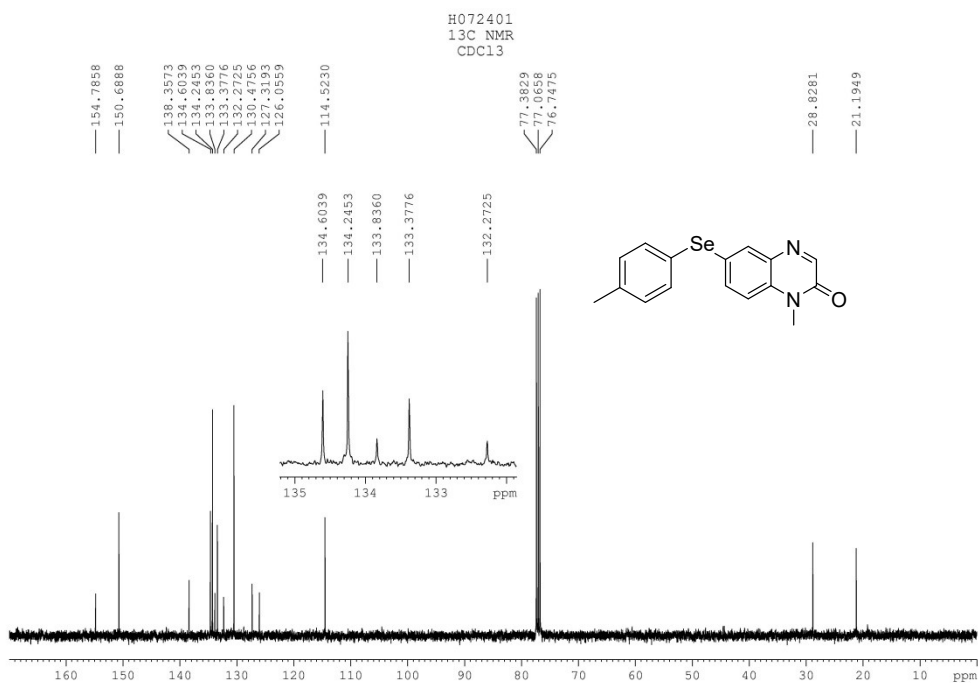 H072401
13C NMR
CDCl3
154.7858
150.6888
138.3573
134.6039
134.2453
133.8360
133.3776
132.2725
130.4756
127.3193
126.0559
114.5230
77.3829
77.0658
76.7475
28.8281
21.1949
134.6039
134.2453
133.8360
133.3776
132.2725
Se
N
N
O
135 134 133 ppm
160 150 140 130 120 110 100 90 80 70 60 50 40 30 20 10 ppm